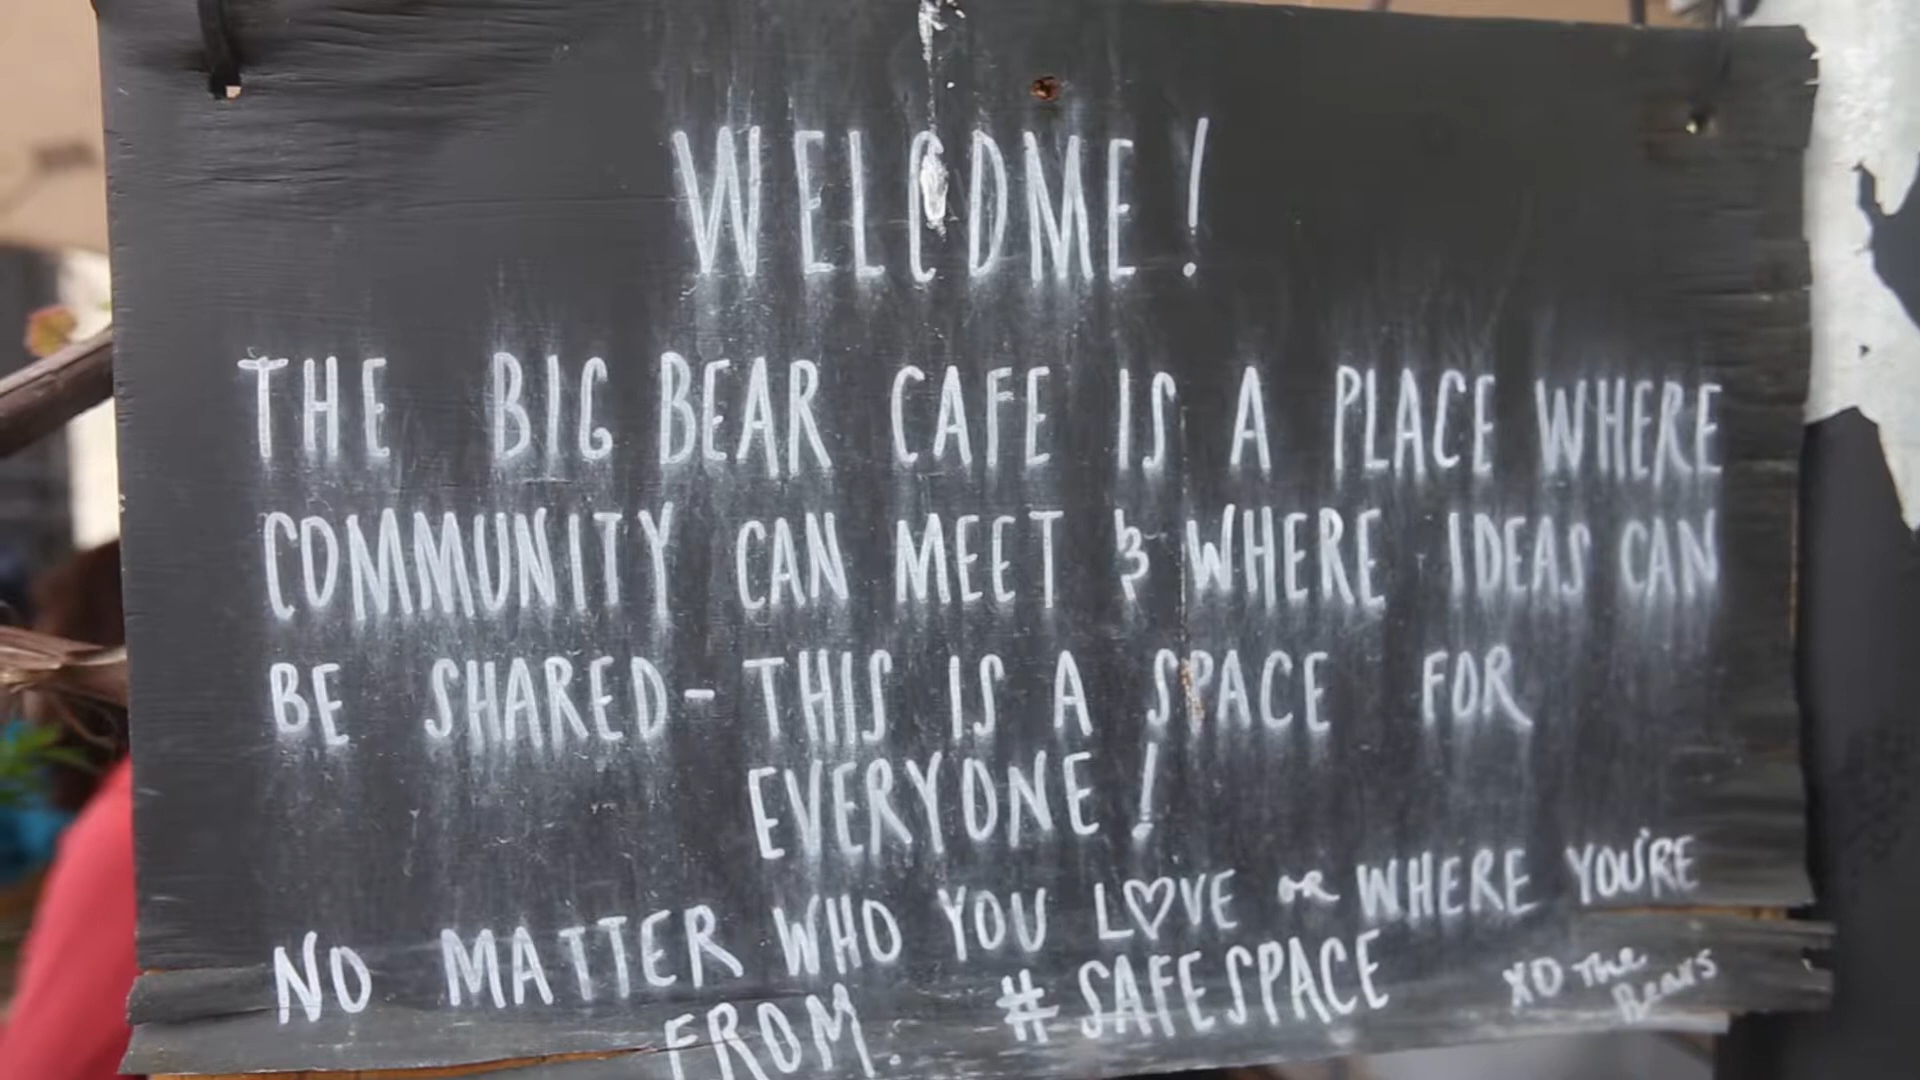 WELCOME!
THE BIG BEAR CAFE IS A PLACE WHERE
COMMUNITY CAN MEET & WHERE IDEAS CAN
BE SHARED- THIS IS A SPACE FOR
EVERYONE!
NO MATTER WHO YOU L♡VE OR WHERE YOU'RE
FROM. #SAFESPACE
XO The
Bears